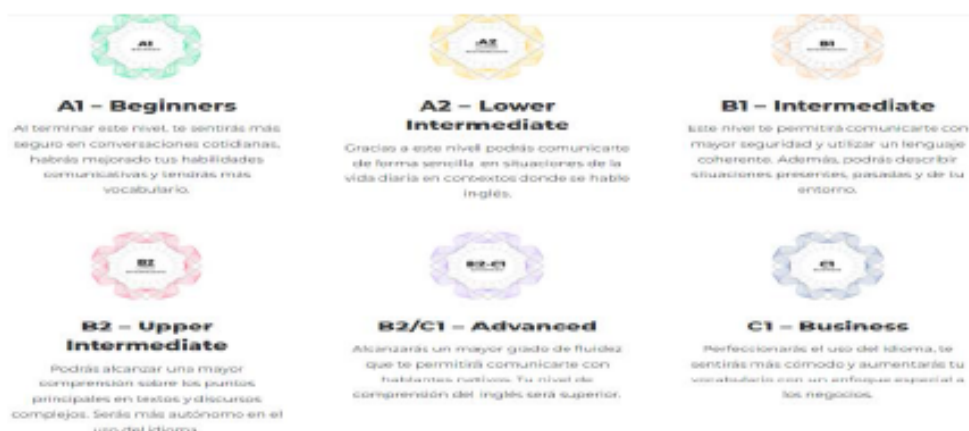 A1
A2
B1
A1 – Beginners
Al terminar este nivel, te sentirás más
seguro en conversaciones cotidianas,
habrás mejorado tus habilidades
comunicativas y tendrás más
vocabulario.
A2 – Lower
Intermediate
Gracias a este nivel podrás comunicarte
de forma sencilla en situaciones de la
vida diaria en contextos donde se hable
inglés.
B1 – Intermediate
Este nivel te permitirá comunicarte con
mayor seguridad y utilizar un lenguaje
coherente. Además, podrás describir
situaciones presentes, pasadas y de tu
entorno.
B2
B2-C1
C1
B2 – Upper
Intermediate
Podrás alcanzar una mayor
comprensión sobre los puntos
principales en textos y discursos
complejos. Serás más autónomo en el
uso del idioma
B2/C1 – Advanced
Alcanzarás un mayor grado de fluidez
que te permitirá comunicarte con
hablantes nativos. Tu nivel de
comprensión del inglés será superior.
C1 – Business
Perfeccionarás el uso del idioma, te
sentirás más cómodo y aumentarás tu
vocabulario con un enfoque especial a
los negocios.